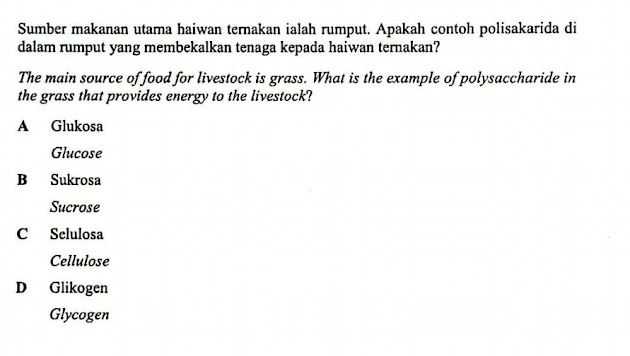 Sumber makanan utama haiwan ternakan ialah rumput. Apakah contoh polisakarida di
dalam rumput yang membekalkan tenaga kepada haiwan ternakan?
The main source of food for livestock is grass. What is the example of polysaccharide in
the grass that provides energy to the livestock?
A Glukosa
Glucose
B Sukrosa
Sucrose
C Selulosa
Cellulose
D Glikogen
Glycogen